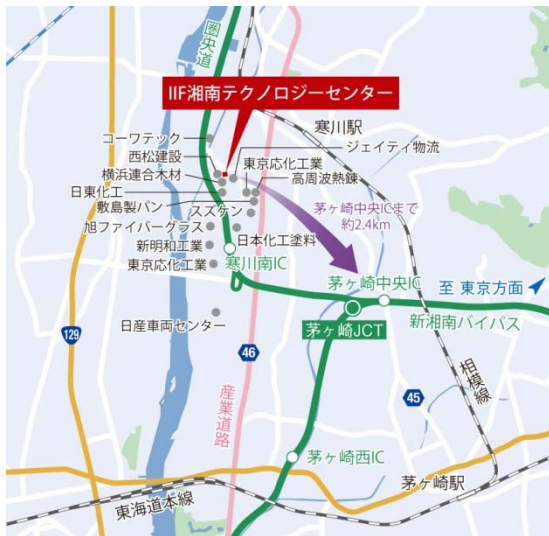 圏央道
IIF湘南テクノロジーセンター
寒川駅
コーワテック
ジェイティ物流
西松建設
東京応化工業
横浜連合木材
高周波熱錬
日東化工
敷島製パン
スズケン
茅ヶ崎中央ICまで
約2.4km
旭ファイバーグラス
日本化工塗料
新明和工業
寒川南IC
東京応化工業
茅ヶ崎中央IC
至 東京方面
日産車両センター
茅ヶ崎JCT
新湘南バイパス
129
46
相模線
45
産業道路
茅ヶ崎西IC
茅ヶ崎駅
東海道本線